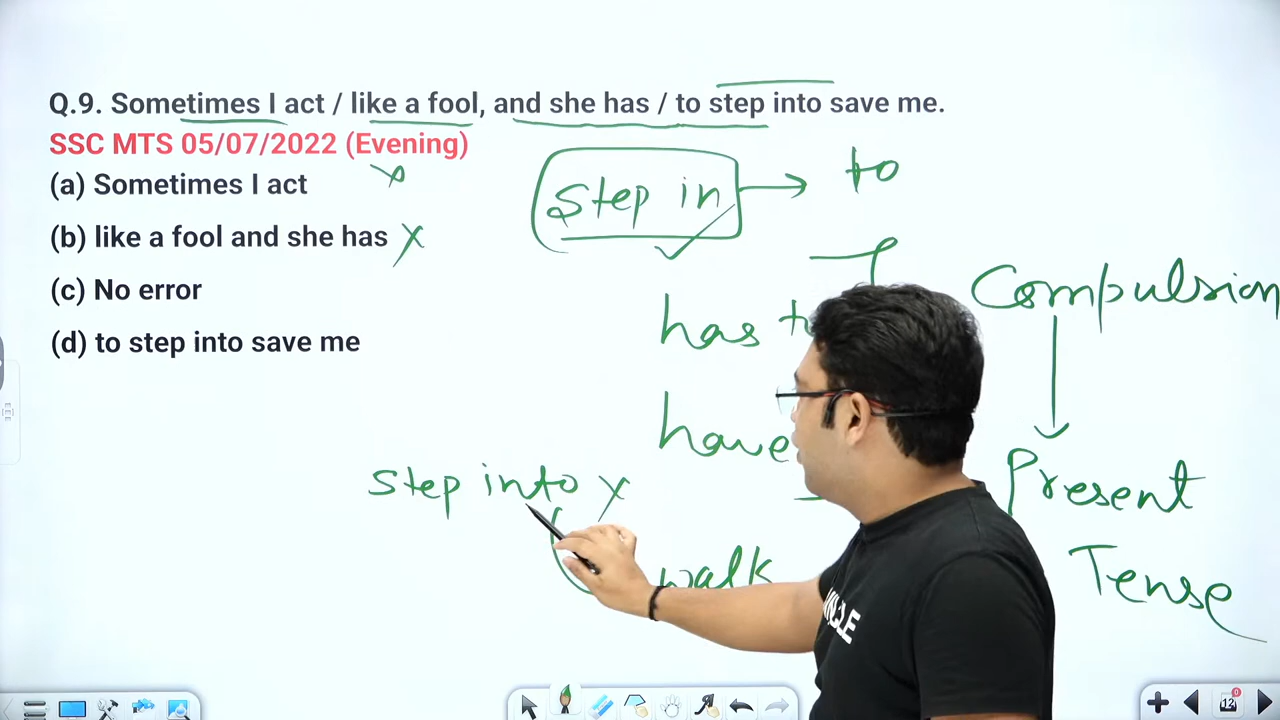 Q.9. Sometimes I act / like a fool, and she has / to step into save me.
SSC MTS 05/07/2022 (Evening)
(a) Sometimes I act
(b) like a fool and she has
(c) No error
(d) to step into save me
Step in → to
Compulsion
has
have
Present
Tense
Step into x
walk
12
0